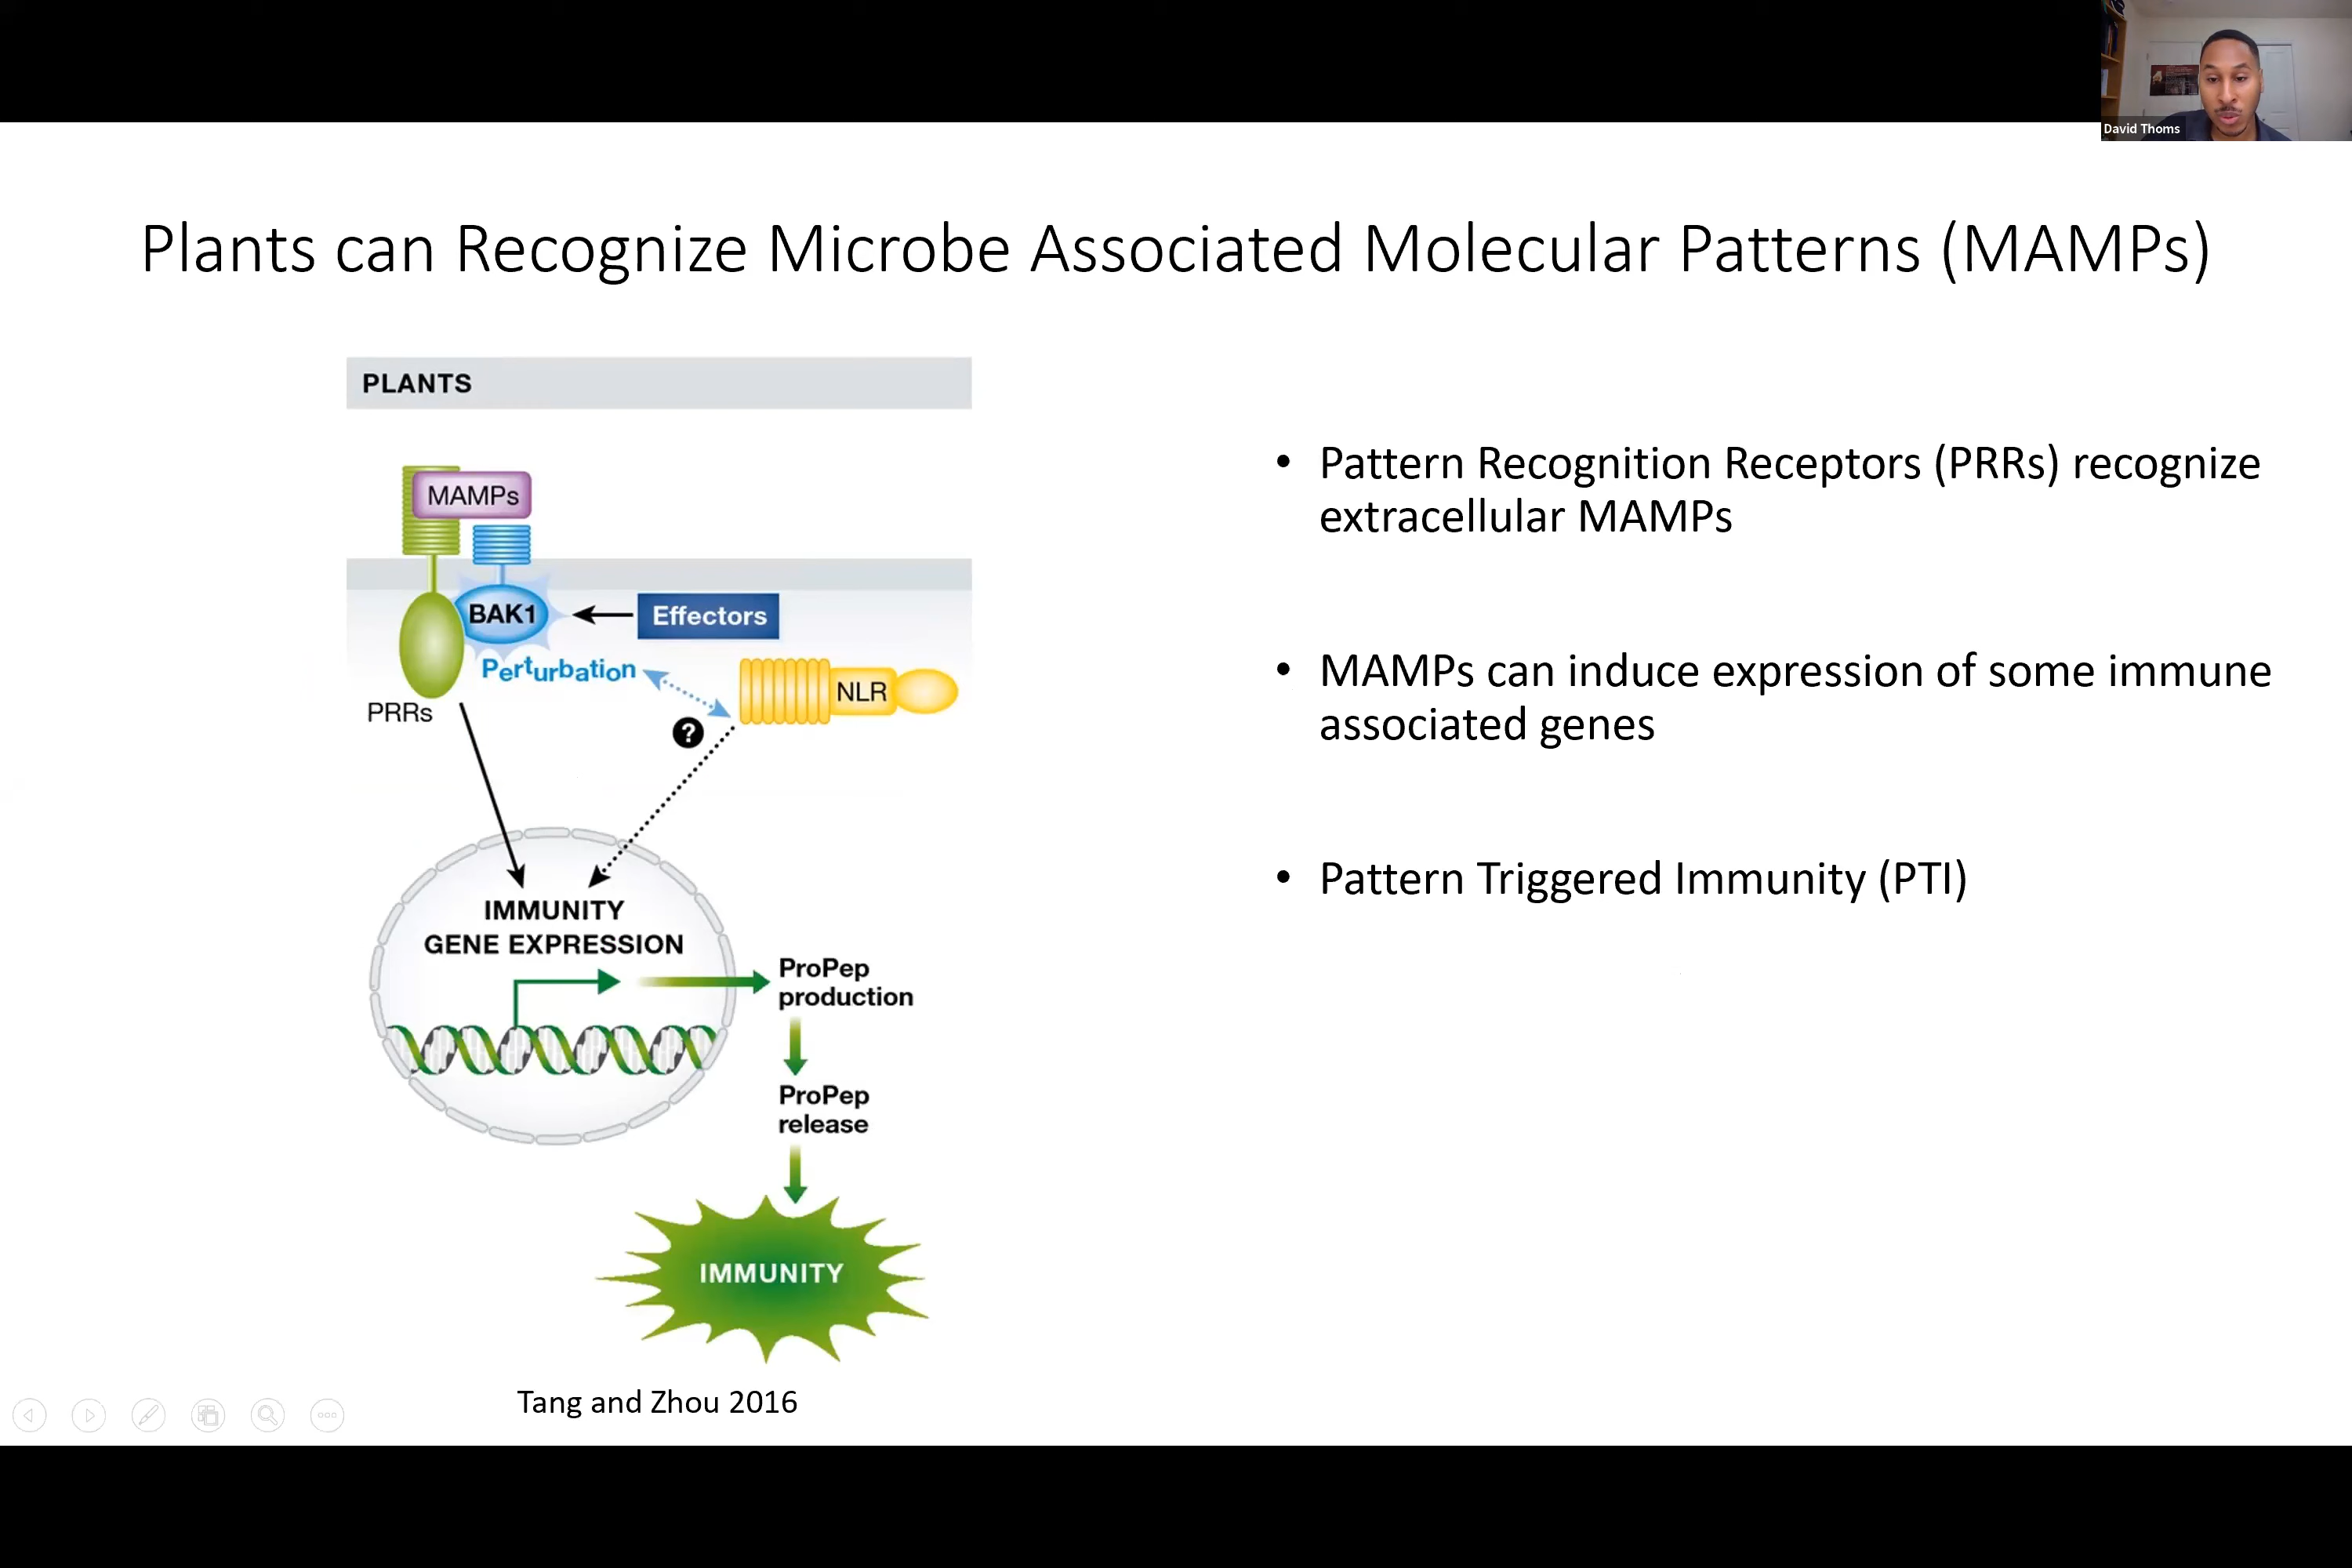 David Thoms
Plants can Recognize Microbe Associated Molecular Patterns (MAMPs)
PLANTS
MAMPs
BAK1
Effectors
Perturbation
NLR
PRRs
?
IMMUNITY
GENE EXPRESSION
ProPep
production
ProPep
release
IMMUNITY
Tang and Zhou 2016
• Pattern Recognition Receptors (PRRs) recognize
extracellular MAMPs
• MAMPs can induce expression of some immune
associated genes
• Pattern Triggered Immunity (PTI)